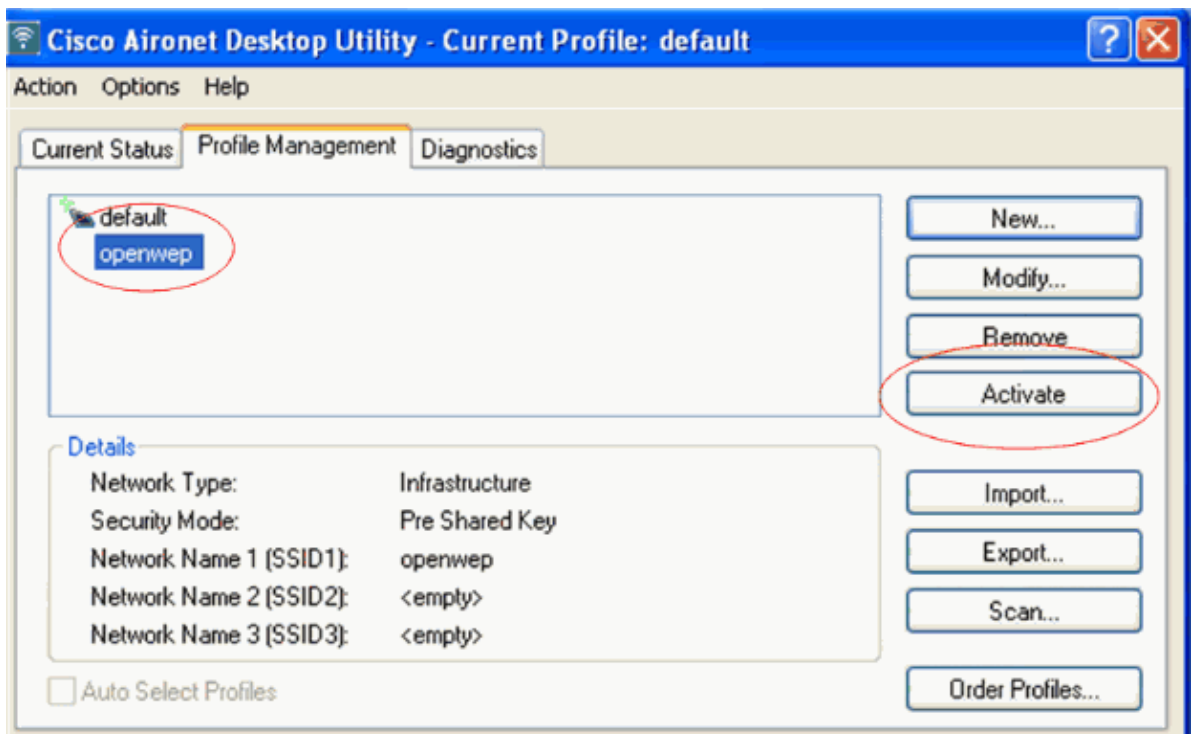 Cisco Aironet Desktop Utility - Current Profile: default
?
Action Options Help
Current Status Profile Management Diagnostics
default
openwep
New...
Modify...
Remove
Activate
Details
Network Type: Infrastructure
Security Mode: Pre Shared Key
Network Name 1 (SSID1): openwep
Network Name 2 (SSID2): <empty>
Network Name 3 (SSID3): <empty>
Import...
Export...
Scan...
Auto Select Profiles
Order Profiles...